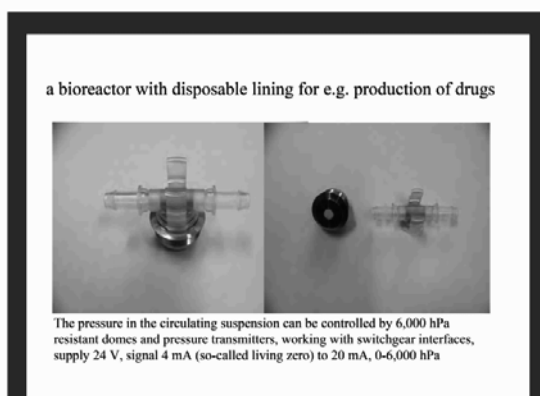 a bioreactor with disposable lining for e.g. production of drugs
The pressure in the circulating suspension can be controlled by 6,000 hPa
resistant domes and pressure transmitters, working with switchgear interfaces,
supply 24 V, signal 4 mA (so-called living zero) to 20 mA, 0-6,000 hPa